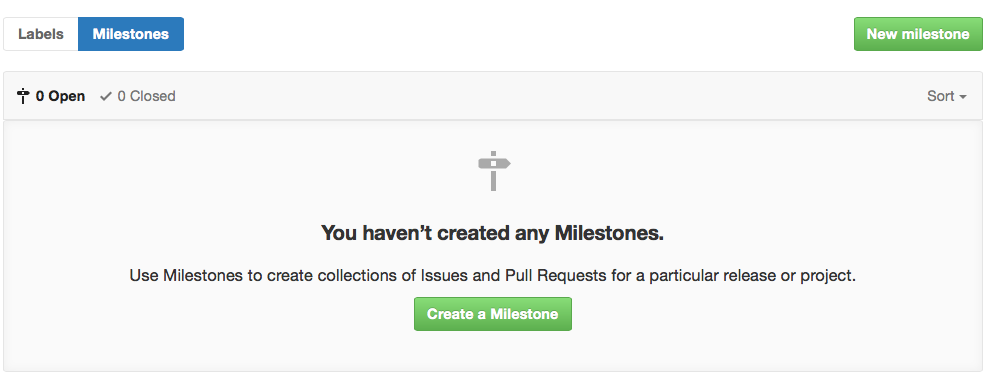 Labels Milestones New milestone
0 Open 0 Closed Sort
You haven’t created any Milestones.
Use Milestones to create collections of Issues and Pull Requests for a particular release or project.
Create a Milestone